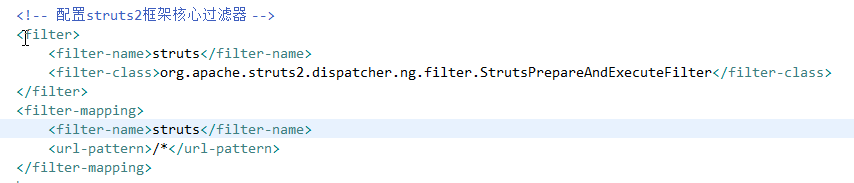 <!-- 配置struts2框架核心过滤器 -->
<filter>
<filter-name>struts</filter-name>
<filter-class>org.apache.struts2.dispatcher.ng.filter.StrutsPrepareAndExecuteFilter</filter-class>
</filter>
<filter-mapping>
<filter-name>struts</filter-name>
<url-pattern>/*</url-pattern>
</filter-mapping>